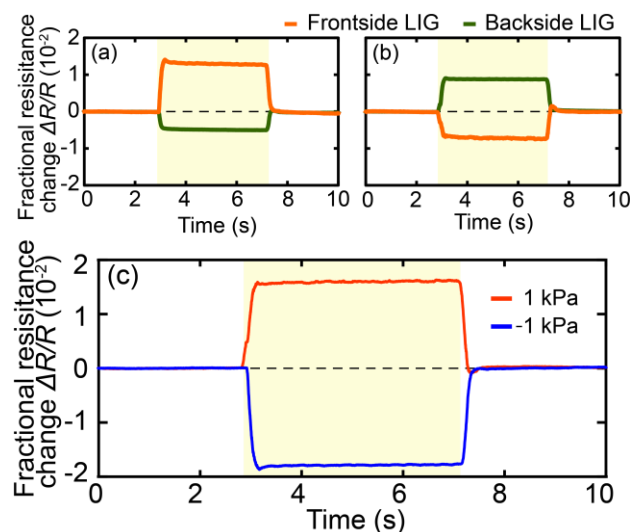 Frontside LIG Backside LIG
(a) (b)
2
1
0
-1
-2
0 2 4 6 8 10
0 2 4 6 8 10
Time (s) Time (s)
Fractional resisitance
change ΔR/R (10⁻²)
(c)
1 kPa
-1 kPa
2
1
0
-1
-2
0 2 4 6 8 10
Time (s)
Fractional resisitance
change ΔR/R (10⁻²)